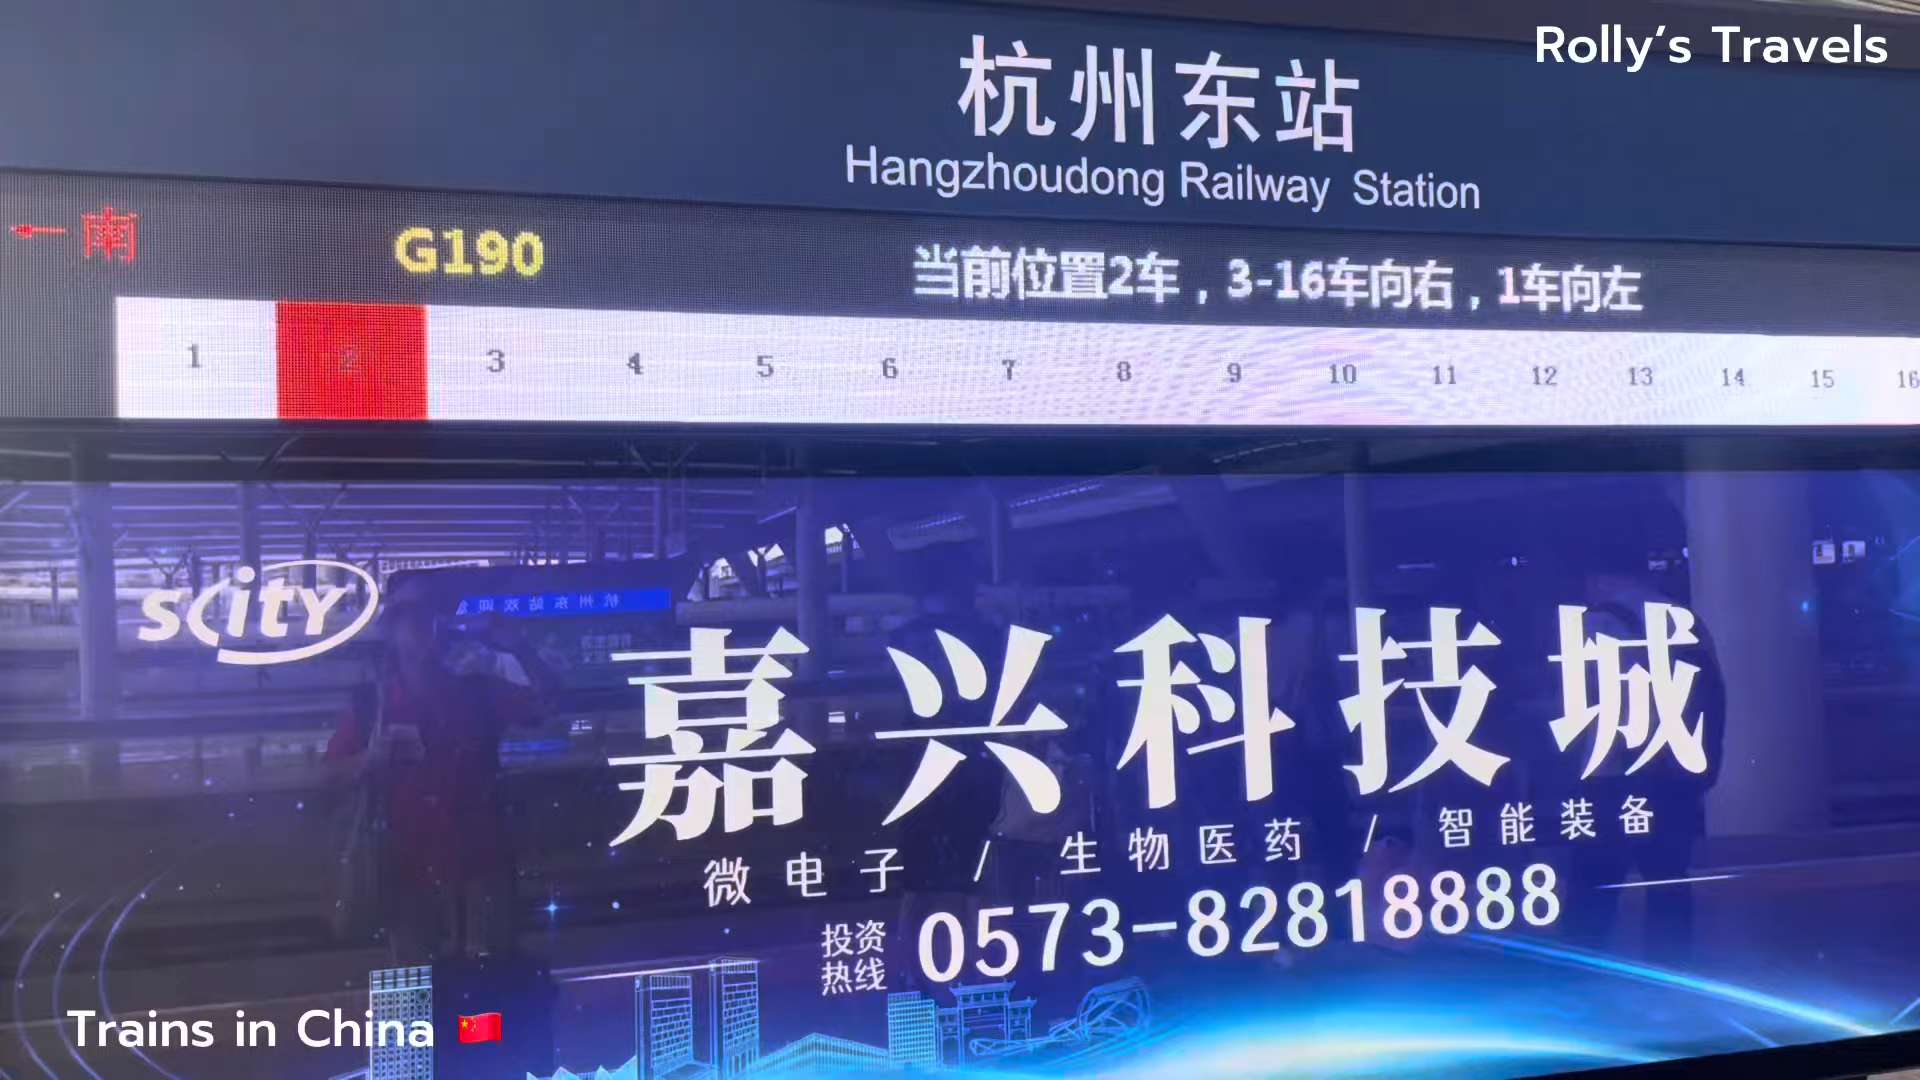 Rolly's Travels
杭州东站
Hangzhoudong Railway Station
南
G190
当前位置2车，3-16车向右，1车向左
1 2 3 4 5 6 7 8 9 10 11 12 13 14 15 16
scity
嘉兴科技城
微电子 / 生物医药 / 智能装备
投资热线 0573-82818888
Trains in China